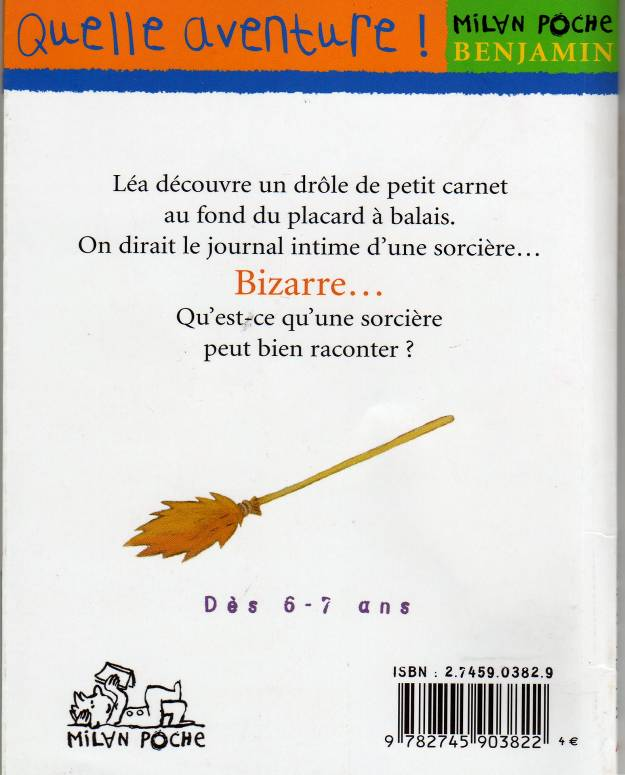 Quelle aventure !
MiLAN POCHE
BENJAMIN
Léa découvre un drôle de petit carnet
au fond du placard à balais.
On dirait le journal intime d'une sorcière…
Bizarre…
Qu'est-ce qu'une sorcière
peut bien raconter ?
Dès 6-7 ans
MiLAN POCHE
ISBN : 2.7459.0382.9
9 782745 903822
4 €